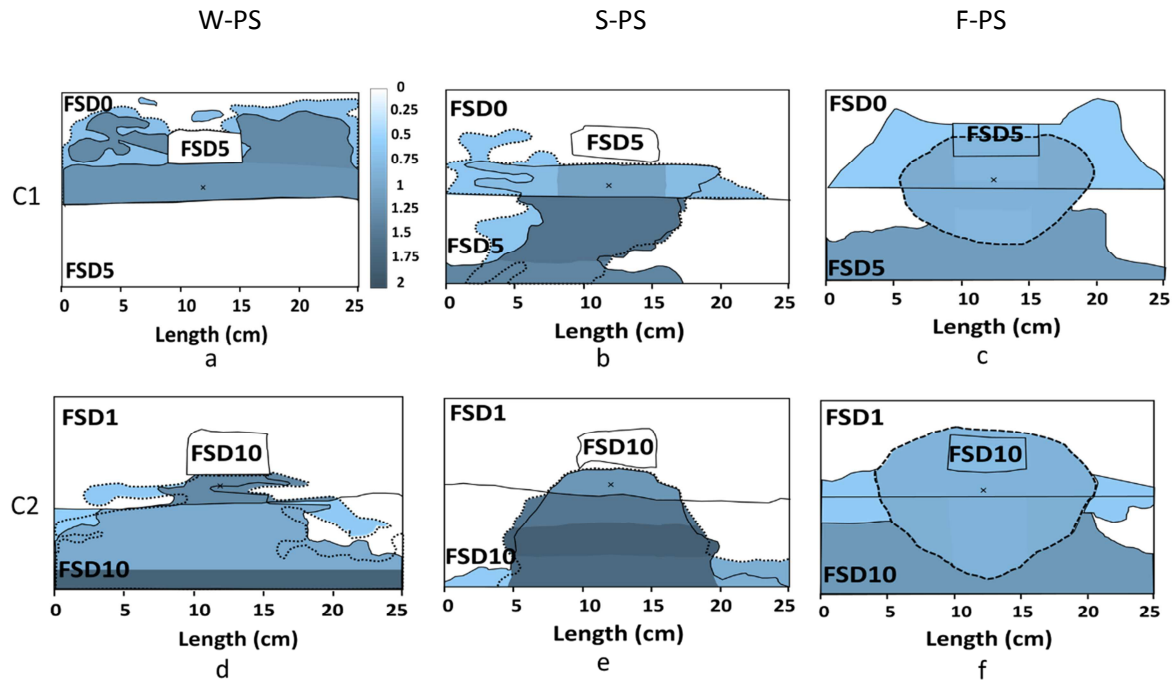 W-PS S-PS F-PS
C1
FSD0
FSD5
FSD5
0
0.25
0.5
0.75
1
1.25
1.5
1.75
2
0 5 10 15 20 25
Length (cm)
a
FSD0
FSD5
FSD5
0 5 10 15 20 25
Length (cm)
b
FSD0
FSD5
FSD5
0 5 10 15 20 25
Length (cm)
c
C2
FSD1
FSD10
FSD10
0 5 10 15 20 25
Length (cm)
d
FSD1
FSD10
FSD10
0 5 10 15 20 25
Length (cm)
e
FSD1
FSD10
FSD10
0 5 10 15 20 25
Length (cm)
f